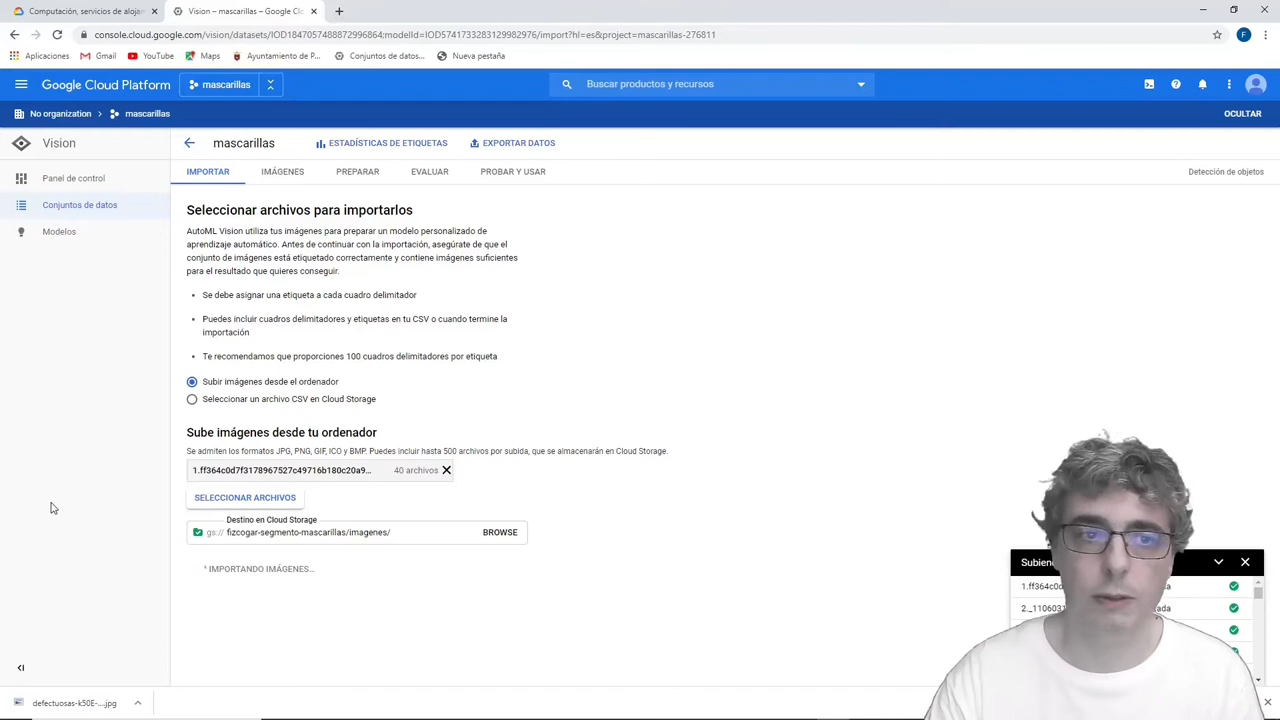 Computación, servicios de alojam
Vision – mascarillas – Google Clo
console.cloud.google.com/vision/datasets/IOD1847057488872996864;modelId=IOD5741733283129982976/import?hl=es&project=mascarillas-276811
F
Aplicaciones
Gmail
YouTube
Maps
Ayuntamiento de P...
Conjuntos de datos...
Nueva pestaña
Google Cloud Platform
mascarillas
Buscar productos y recursos
No organization
mascarillas
OCULTAR
Vision
mascarillas
ESTADÍSTICAS DE ETIQUETAS
EXPORTAR DATOS
Panel de control
Conjuntos de datos
Modelos
IMPORTAR
IMÁGENES
PREPARAR
EVALUAR
PROBAR Y USAR
Detección de objetos
Seleccionar archivos para importarlos
AutoML Vision utiliza tus imágenes para preparar un modelo personalizado de
aprendizaje automático. Antes de continuar con la importación, asegúrate de que el
conjunto de imágenes está etiquetado correctamente y contiene imágenes suficientes
para el resultado que quieres conseguir.
• Se debe asignar una etiqueta a cada cuadro delimitador
• Puedes incluir cuadros delimitadores y etiquetas en tu CSV o cuando termine la
importación
• Te recomendamos que proporciones 100 cuadros delimitadores por etiqueta
Subir imágenes desde el ordenador
Seleccionar un archivo CSV en Cloud Storage
Sube imágenes desde tu ordenador
Se admiten los formatos JPG, PNG, GIF, ICO y BMP. Puedes incluir hasta 500 archivos por subida, que se almacenarán en Cloud Storage.
1.ff364c0d7f3178967527c49716b180c20a9... 40 archivos
SELECCIONAR ARCHIVOS
Destino en Cloud Storage
gs:// fizcogar-segmento-mascarillas/imagenes/ BROWSE
IMPORTANDO IMÁGENES...
Subien
1.ff364c0d
2._110603
defectuosas-k50E-....jpg